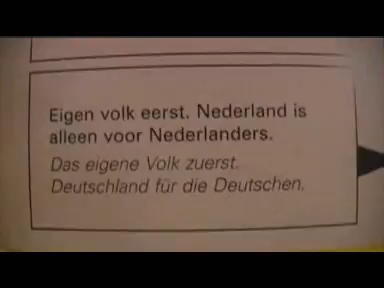 Eigen volk eerst. Nederland is
alleen voor Nederlanders.
Das eigene Volk zuerst.
Deutschland für die Deutschen.